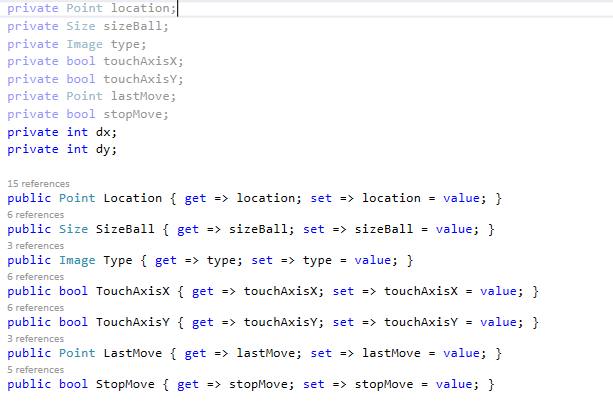 private Point location;
private Size sizeBall;
private Image type;
private bool touchAxisX;
private bool touchAxisY;
private Point lastMove;
private bool stopMove;
private int dx;
private int dy;
15 references
public Point Location { get => location; set => location = value; }
6 references
public Size SizeBall { get => sizeBall; set => sizeBall = value; }
3 references
public Image Type { get => type; set => type = value; }
6 references
public bool TouchAxisX { get => touchAxisX; set => touchAxisX = value; }
6 references
public bool TouchAxisY { get => touchAxisY; set => touchAxisY = value; }
3 references
public Point LastMove { get => lastMove; set => lastMove = value; }
5 references
public bool StopMove { get => stopMove; set => stopMove = value; }